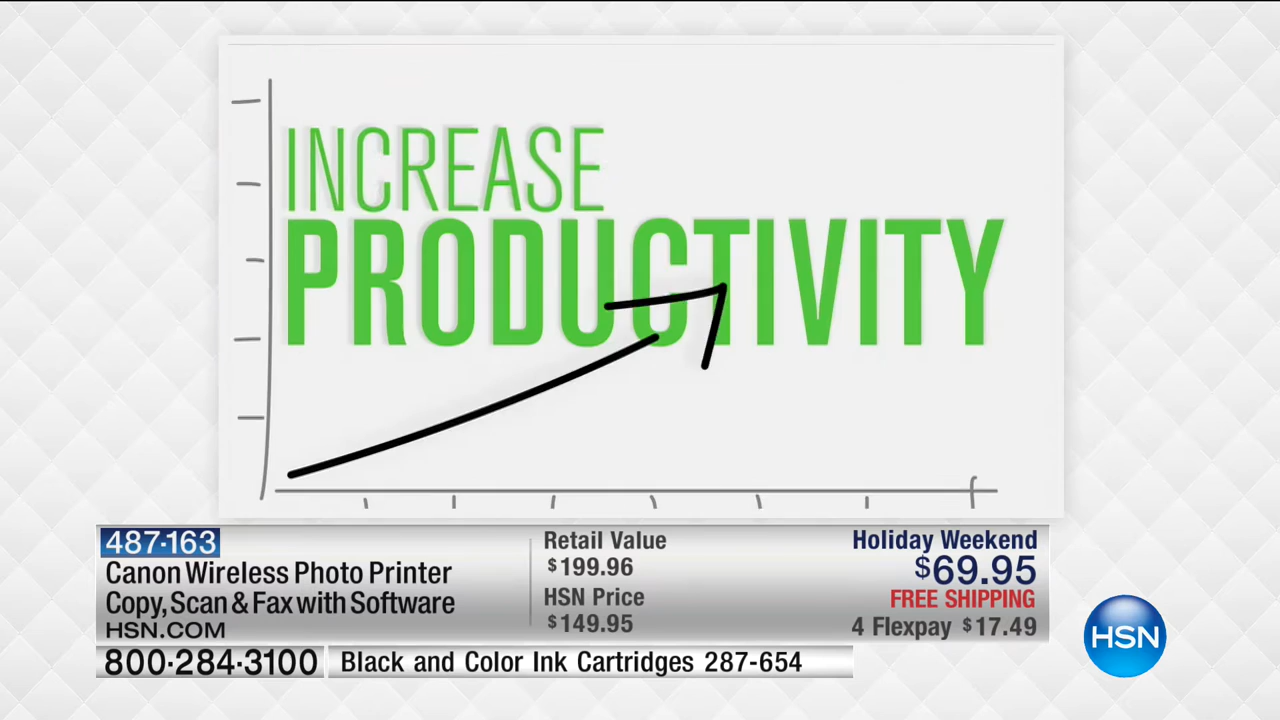 INCREASE
PRODUCTIVITY
487-163
Canon Wireless Photo Printer
Copy, Scan & Fax with Software
HSN.COM
Retail Value
$199.96
HSN Price
$149.95
Holiday Weekend
$69.95
FREE SHIPPING
4 Flexpay $17.49
HSN
800·284·3100
Black and Color Ink Cartridges 287-654